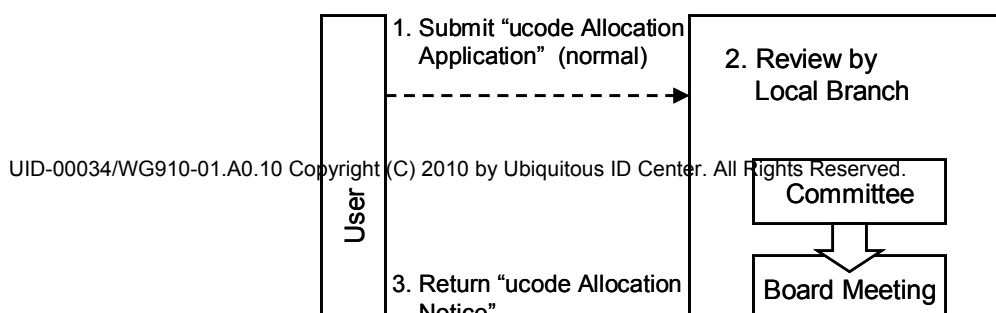 1. Submit “ucode Allocation
Application” (normal)
2. Review by
Local Branch
UID-00034/WG910-01.A0.10 Copyright (C) 2010 by Ubiquitous ID Center. All Rights Reserved.
User
Committee
3. Return “ucode Allocation
Notice”
Board Meeting